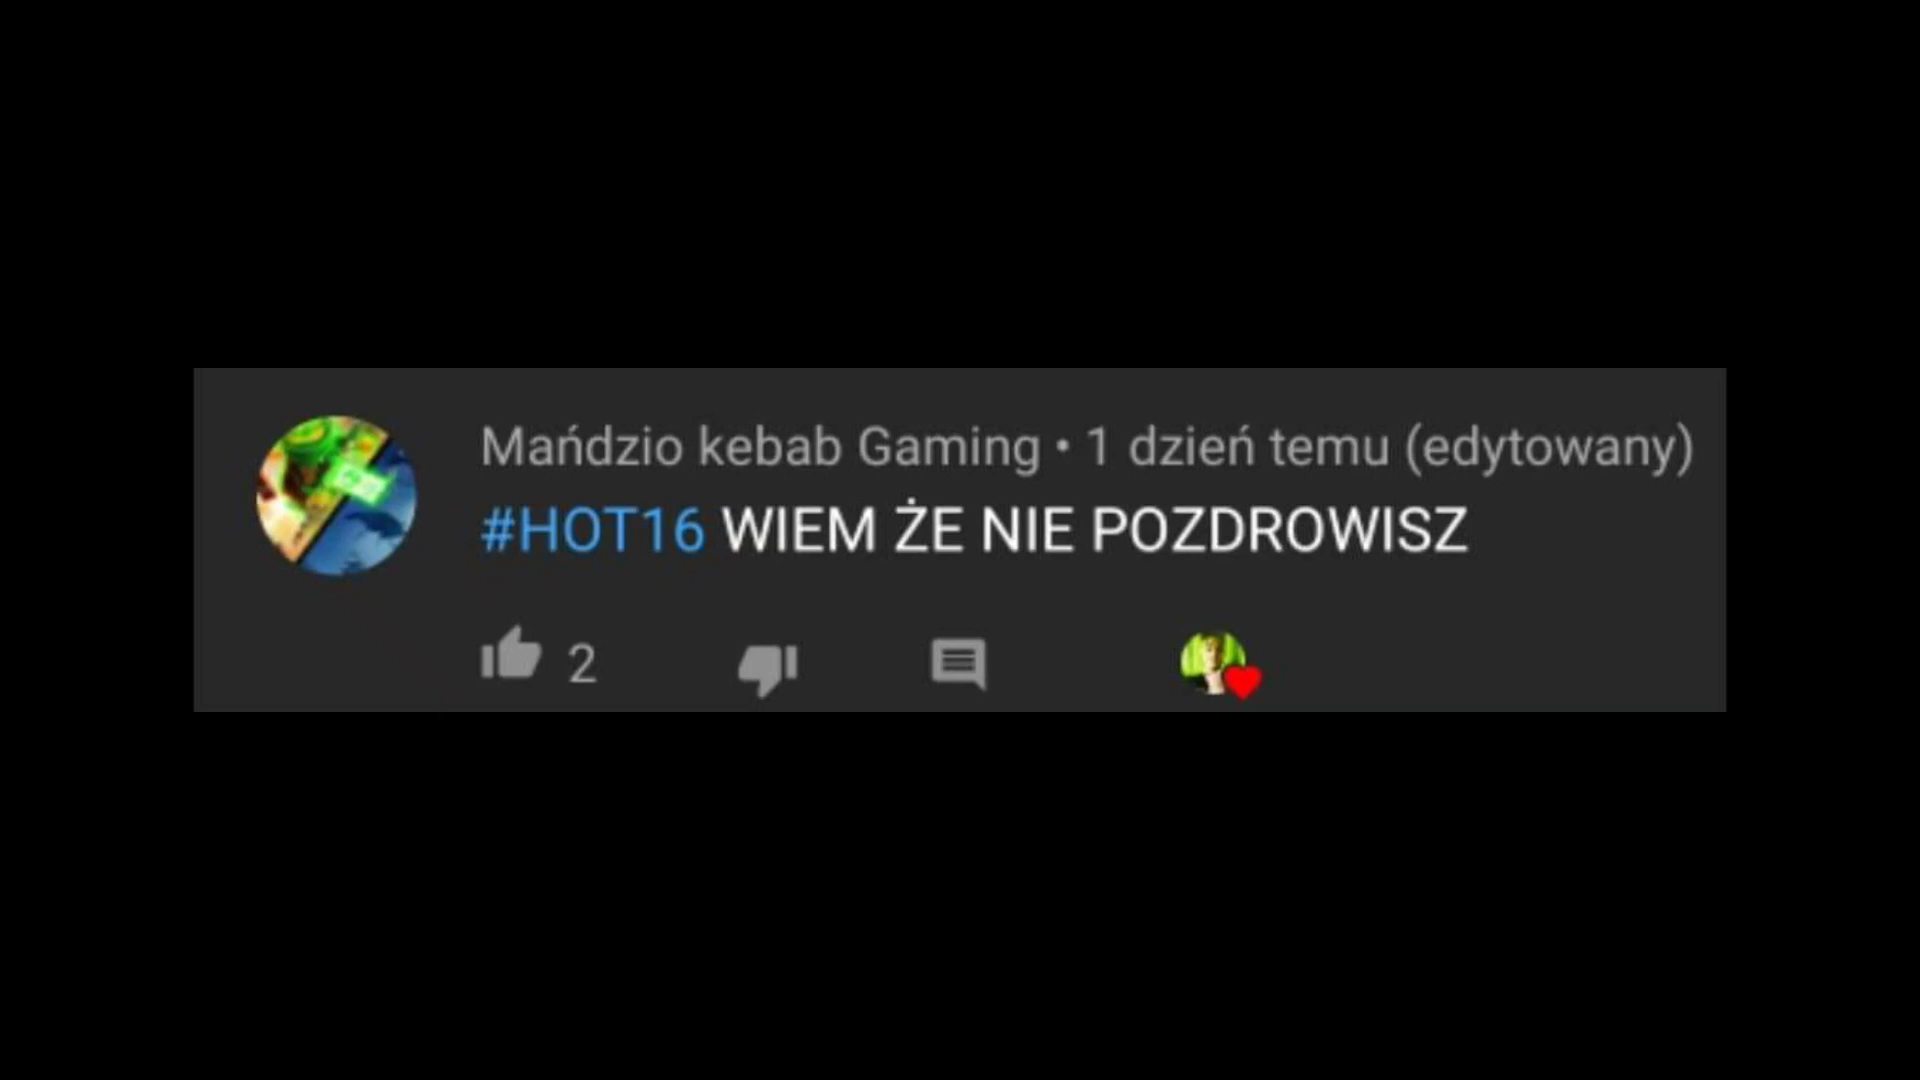 Mańdzio kebab Gaming • 1 dzień temu (edytowany)
#HOT16 WIEM ŻE NIE POZDROWISZ
2